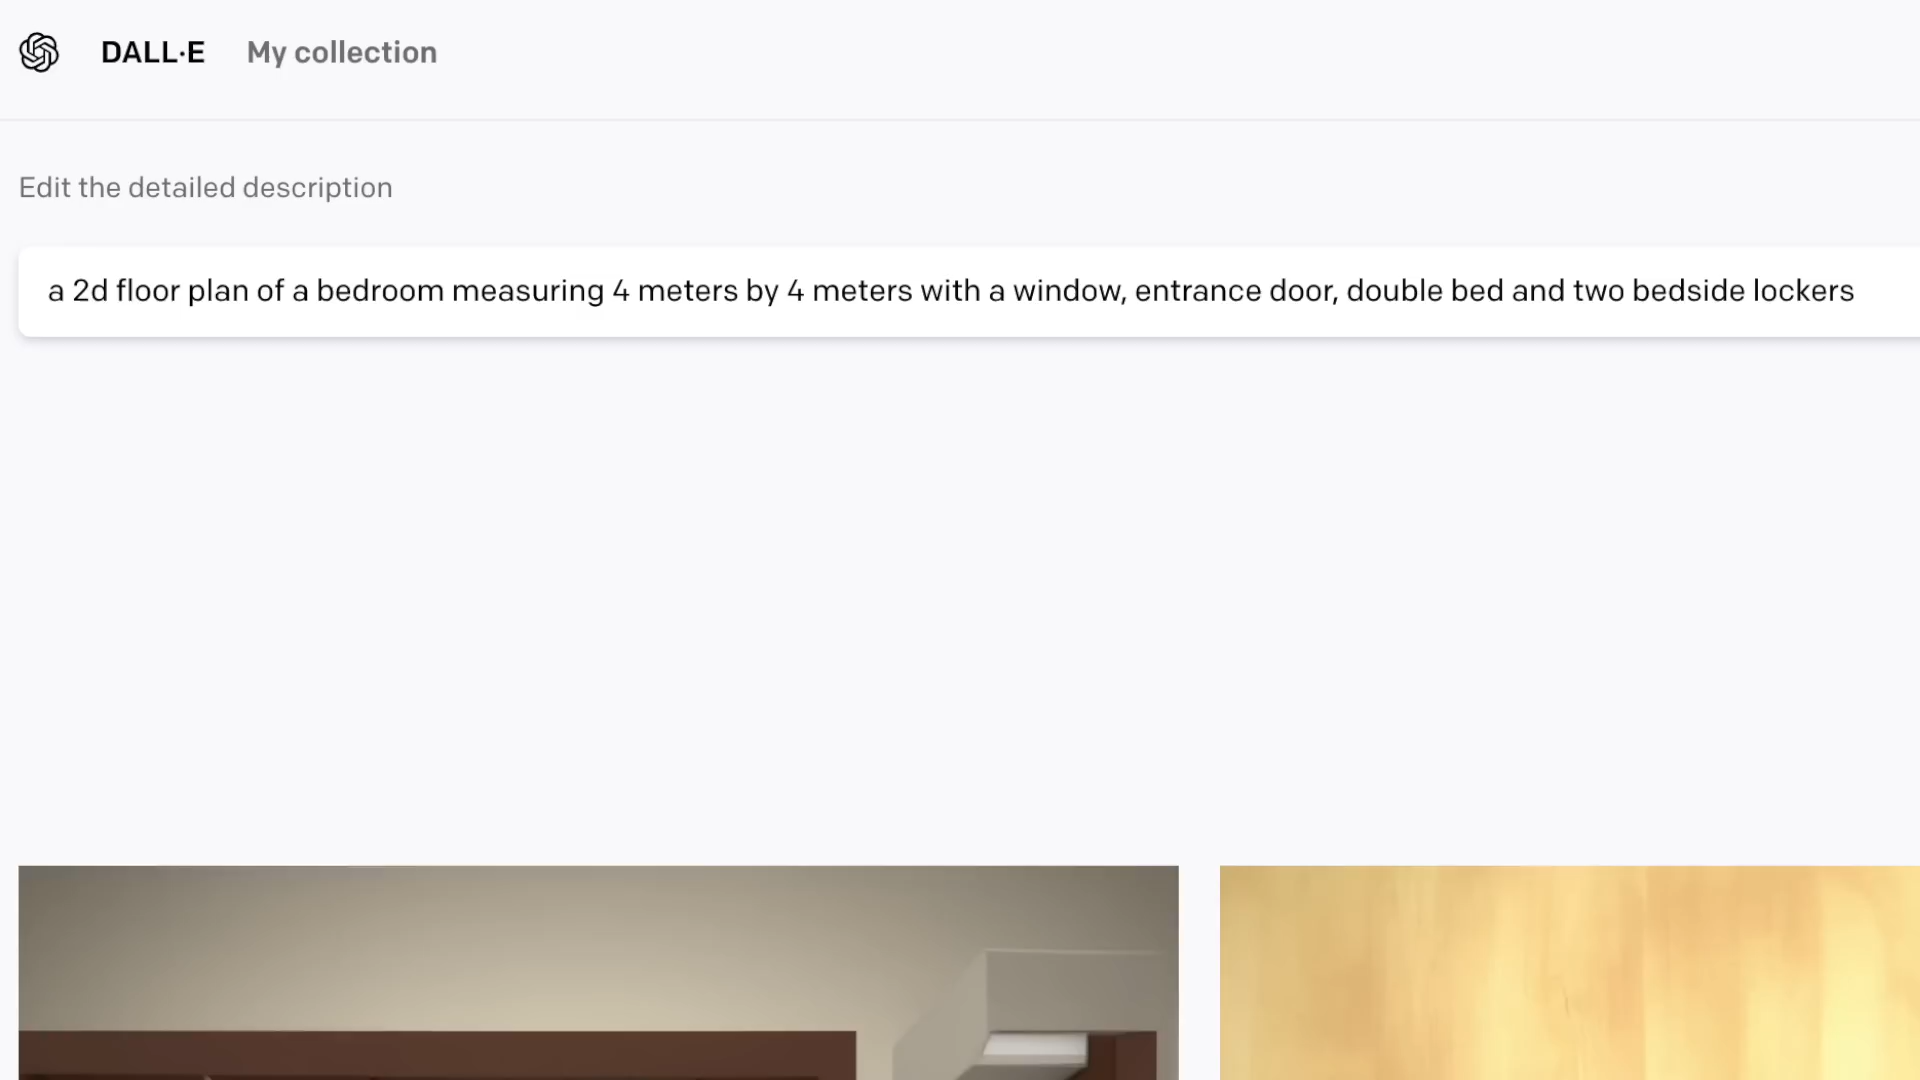 DALL·E My collection
Edit the detailed description
a 2d floor plan of a bedroom measuring 4 meters by 4 meters with a window, entrance door, double bed and two bedside lockers